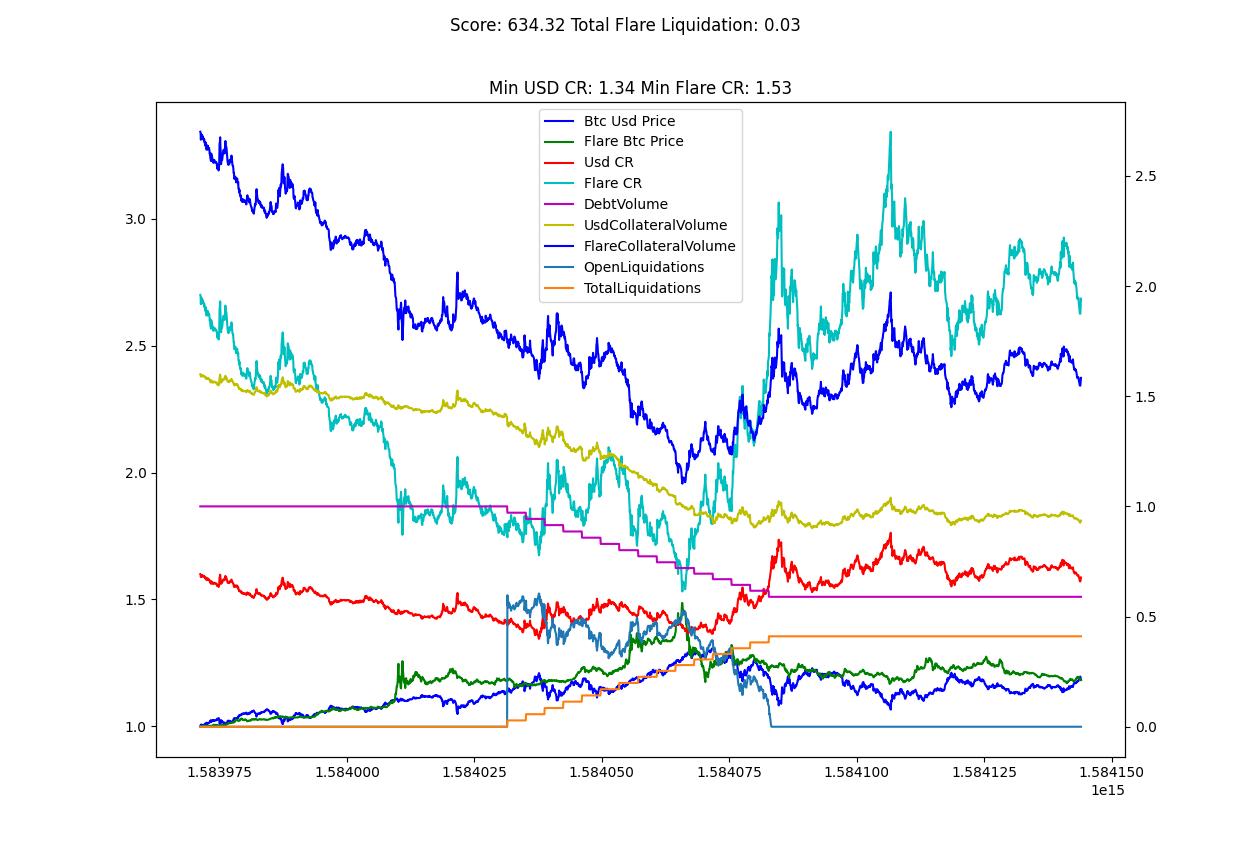 Score: 634.32 Total Flare Liquidation: 0.03
Min USD CR: 1.34 Min Flare CR: 1.53
Btc Usd Price
Flare Btc Price
Usd CR
Flare CR
DebtVolume
UsdCollateralVolume
FlareCollateralVolume
OpenLiquidations
TotalLiquidations
3.0
2.5
2.0
1.5
1.0
2.5
2.0
1.5
1.0
0.5
0.0
1.583975 1.584000 1.584025 1.584050 1.584075 1.584100 1.584125 1.584150
1e15